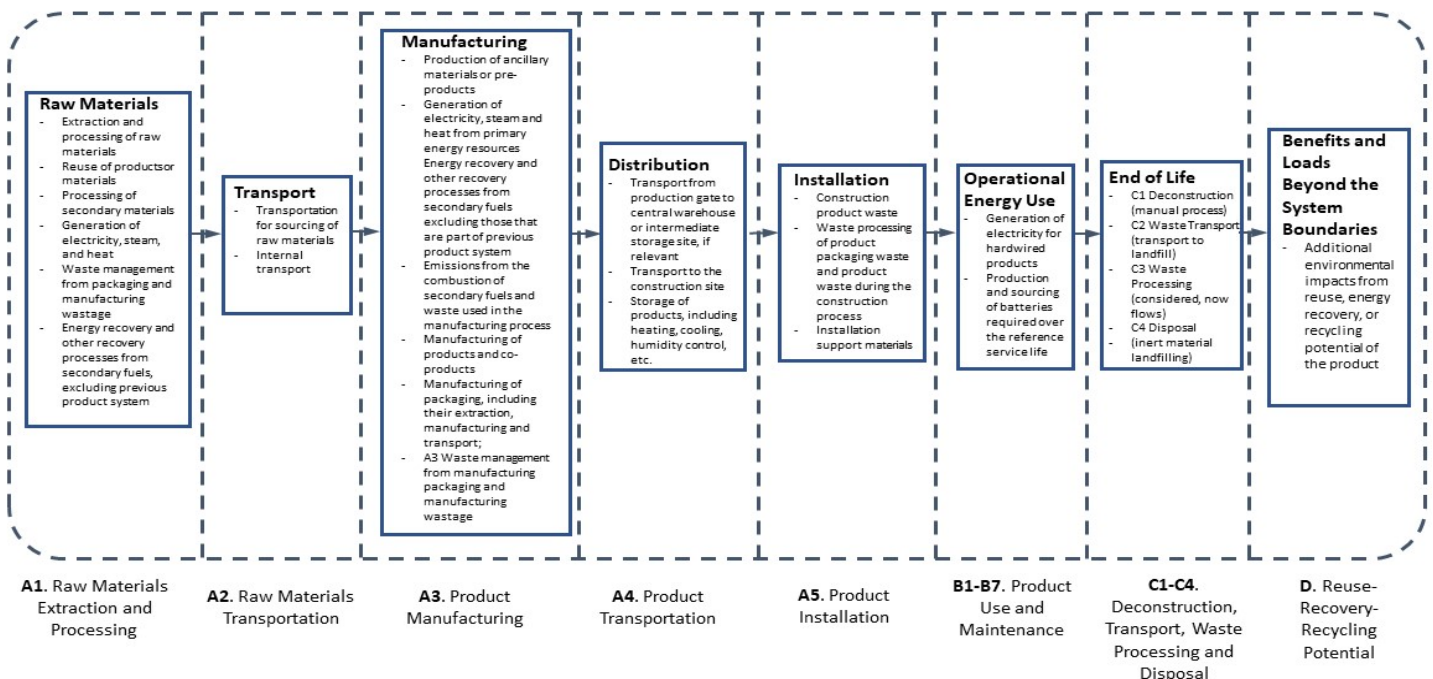 Raw Materials
- Extraction and
processing of raw
materials
- Reuse of productsor
materials
- Processing of
secondary materials
- Generation of
electricity, steam,
and heat
- Waste management
from packaging and
manufacturing
wastage
- Energy recovery and
other recovery
processes from
secondary fuels,
excluding previous
product system
Transport
- Transportation
for sourcing of
raw materials
- Internal
transport
Manufacturing
- Production of ancillary
materials or pre-
products
- Generation of
electricity, steam and
heat from primary
energy resources
Energy recovery and
other recovery
processes from
secondary fuels
excluding those that
are part of previous
product system
- Emissions from the
combustion of
secondary fuels and
waste used in the
manufacturing process
- Manufacturing of
products and co-
products
- Manufacturing of
packaging, including
their extraction,
manufacturing and
transport;
- A3 Waste management
from manufacturing
packaging and
manufacturing
wastage
Distribution
- Transport from
production gate to
central warehouse
or intermediate
storage site, if
relevant
- Transport to the
construction site
- Storage of
products, including
heating, cooling,
humidity control,
etc.
Installation
- Construction
product waste
- Waste processing
of product
packaging waste
and product
waste during the
construction
process
- Installation
support materials
Operational
Energy Use
- Generation of
electricity for
hardwired
products
- Production
and sourcing
of batteries
required over
the reference
service life
End of Life
- C1 Deconstruction
(manual process)
- C2 Waste Transport
(transport to
landfill)
- C3 Waste
Processing
(considered, now
flows)
- C4 Disposal
- (inert material
landfilling)
Benefits and
Loads
Beyond the
System
Boundaries
- Additional
environmental
impacts from
reuse, energy
recovery, or
recycling
potential of
the product
A1. Raw Materials
Extraction and
Processing
A2. Raw Materials
Transportation
A3. Product
Manufacturing
A4. Product
Transportation
A5. Product
Installation
B1-B7. Product
Use and
Maintenance
C1-C4.
Deconstruction,
Transport, Waste
Processing and
Disposal
D. Reuse-
Recovery-
Recycling
Potential